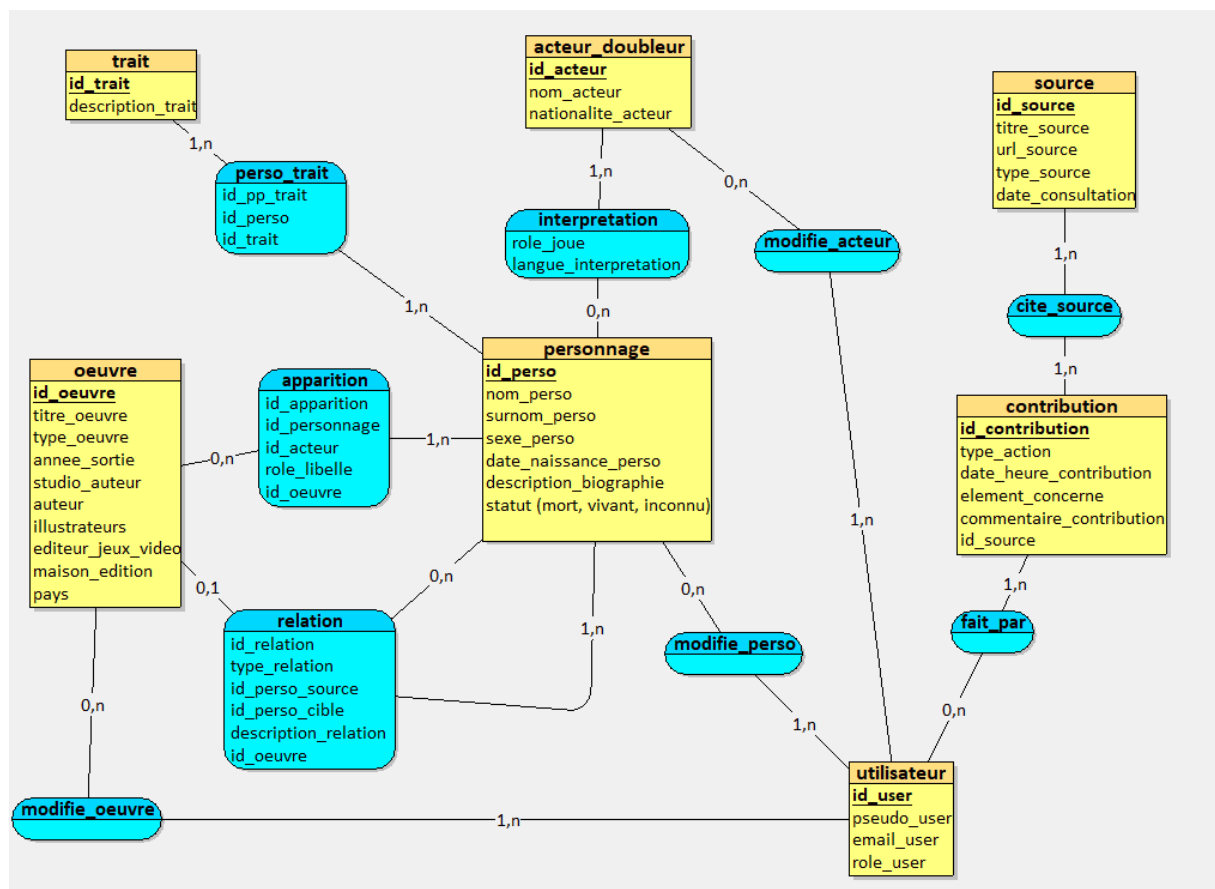 trait
id_trait
description_trait
1,n
perso_trait
id_pp_trait
id_perso
id_trait
1,n
acteur_doubleur
id_acteur
nom_acteur
nationalite_acteur
1,n
interpretation
role_joue
langue_interpretation
0,n
0,n
modifie_acteur
1,n
source
id_source
titre_source
url_source
type_source
date_consultation
1,n
cite_source
1,n
oeuvre
id_oeuvre
titre_oeuvre
type_oeuvre
annee_sortie
studio_auteur
auteur
illustrateurs
editeur_jeux_video
maison_edition
pays
0,n
apparition
id_apparition
id_personnage
id_acteur
role_libelle
id_oeuvre
1,n
personnage
id_perso
nom_perso
surnom_perso
sexe_perso
date_naissance_perso
description_biographie
statut (mort, vivant, inconnu)
contribution
id_contribution
type_action
date_heure_contribution
element_concerne
commentaire_contribution
id_source
1,n
fait_par
0,n
0,1
relation
id_relation
type_relation
id_perso_source
id_perso_cible
description_relation
id_oeuvre
0,n
1,n
0,n
modifie_perso
1,n
0,n
modifie_oeuvre
1,n
utilisateur
id_user
pseudo_user
email_user
role_user